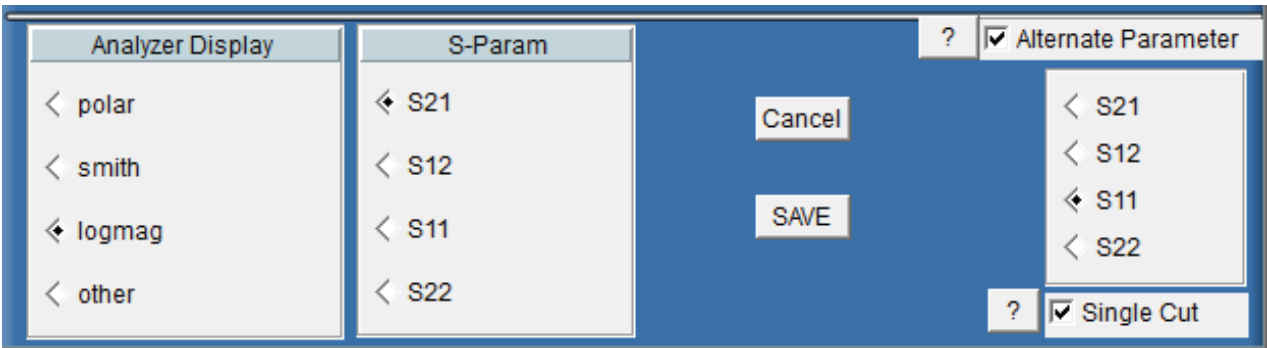 Analyzer Display
polar
smith
logmag
other
S-Param
S21
S12
S11
S22
Cancel
SAVE
? Alternate Parameter
S21
S12
S11
S22
? Single Cut